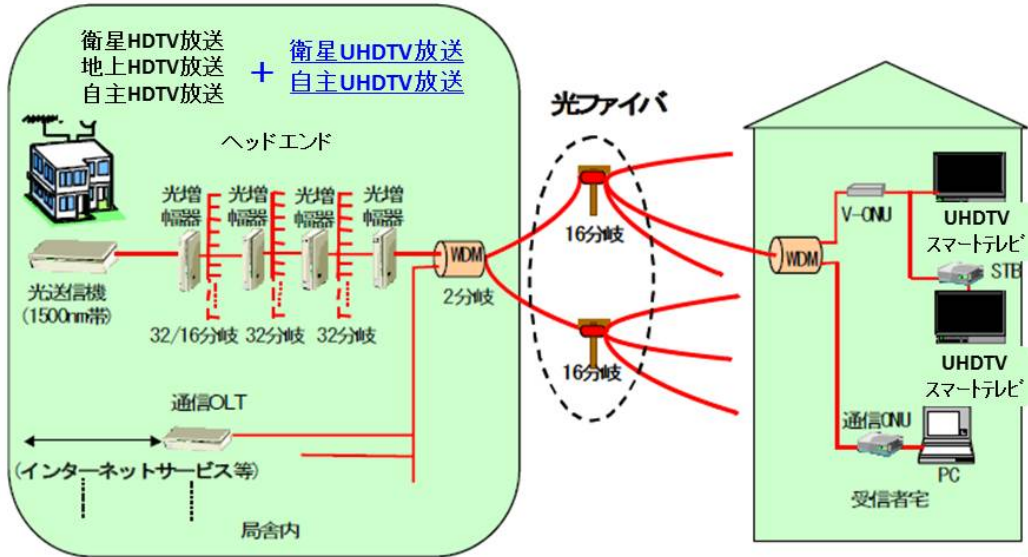 衛星HDTV放送
地上HDTV放送
自主HDTV放送
+
衛星UHDTV放送
自主UHDTV放送
ヘッドエンド
光増
幅器
光増
幅器
光増
幅器
光増
幅器
光送信機
(1500nm帯)
32/16分岐
32分岐
32分岐
WDM
2分岐
通信OLT
(インターネットサービス等)
局舎内
光ファイバ
16分岐
16分岐
WDM
V-ONU
UHDTV
スマートテレビ
STB
UHDTV
スマートテレビ
通信ONU
PC
受信者宅